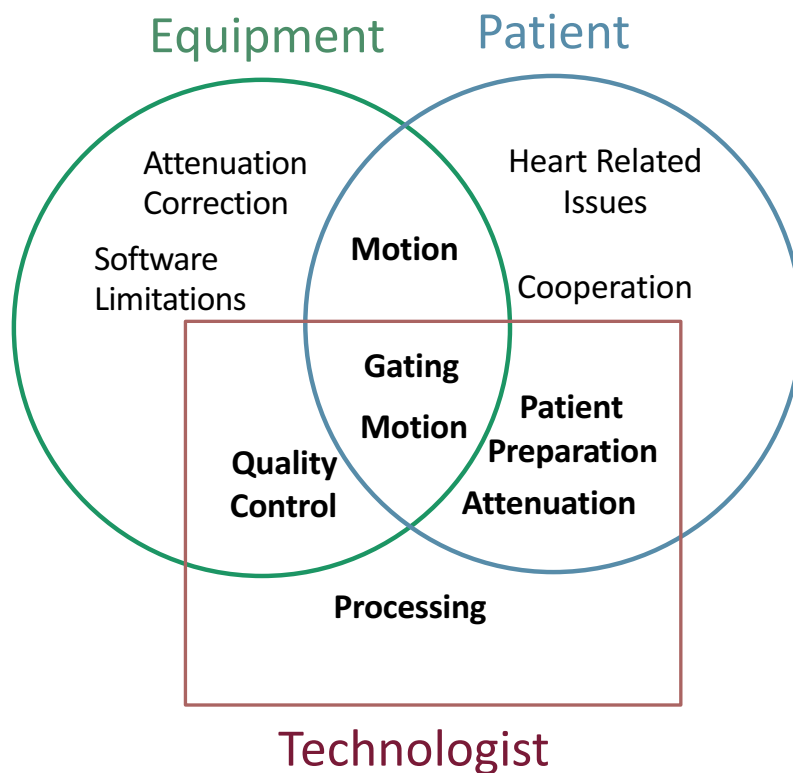 Equipment
Patient
Attenuation
Correction
Heart Related
Issues
Software
Limitations
Motion
Cooperation
Gating
Motion
Patient
Preparation
Quality
Control
Attenuation
Processing
Technologist